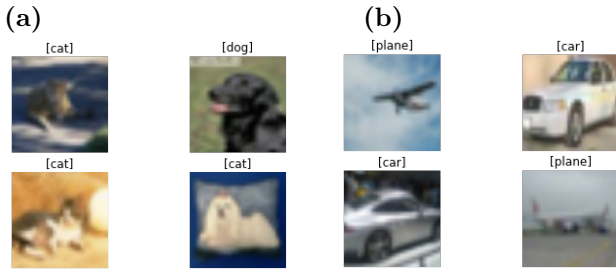 (a) (b)
[cat] [dog] [plane] [car]
[cat] [cat] [car] [plane]